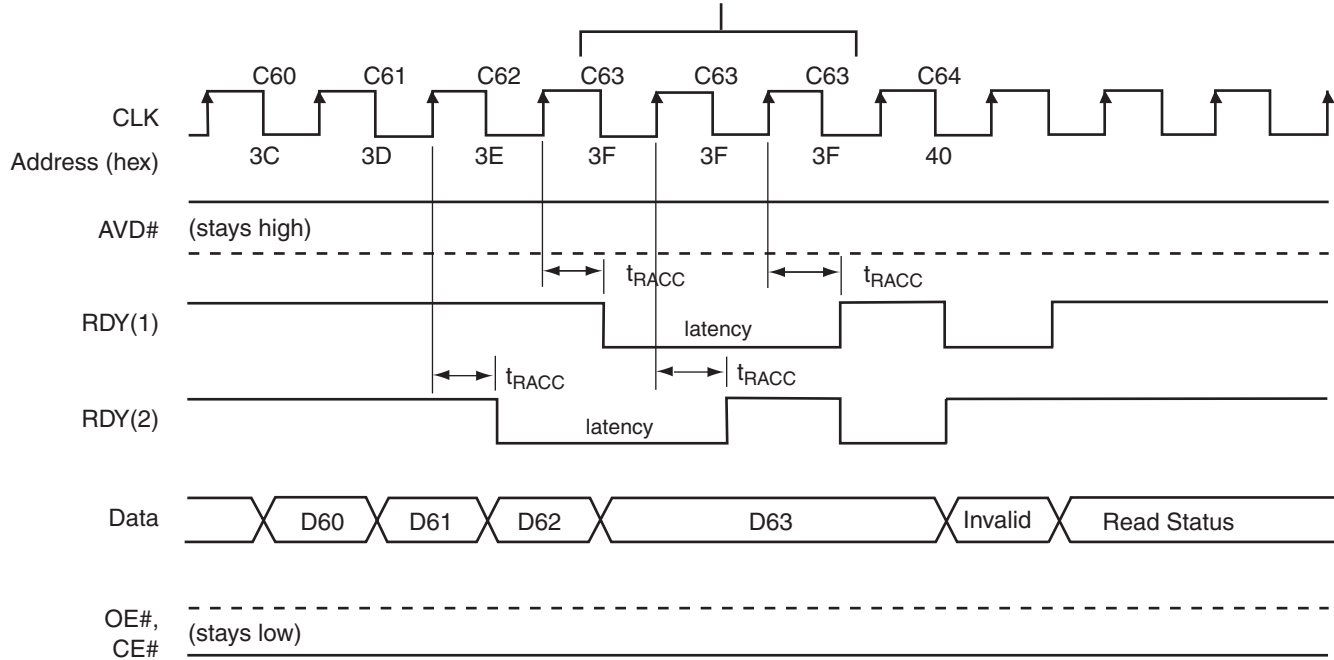 C60 C61 C62 C63 C63 C63 C64
CLK
Address (hex) 3C 3D 3E 3F 3F 3F 40
AVD# (stays high)
tRACC tRACC
RDY(1) latency
tRACC tRACC
RDY(2) latency
Data D60 D61 D62 D63 Invalid Read Status
OE#,
CE# (stays low)